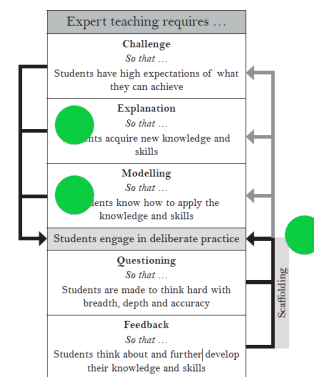 Expert teaching requires …
Challenge
So that …
Students have high expectations of what
they can achieve
Explanation
So that …
nts acquire new knowledge and
skills
Modelling
So that …
ents know how to apply the
knowledge and skills
Students engage in deliberate practice
Questioning
So that …
Students are made to think hard with
breadth, depth and accuracy
Feedback
So that …
Students think about and further develop
their knowledge and skills
Scaffolding